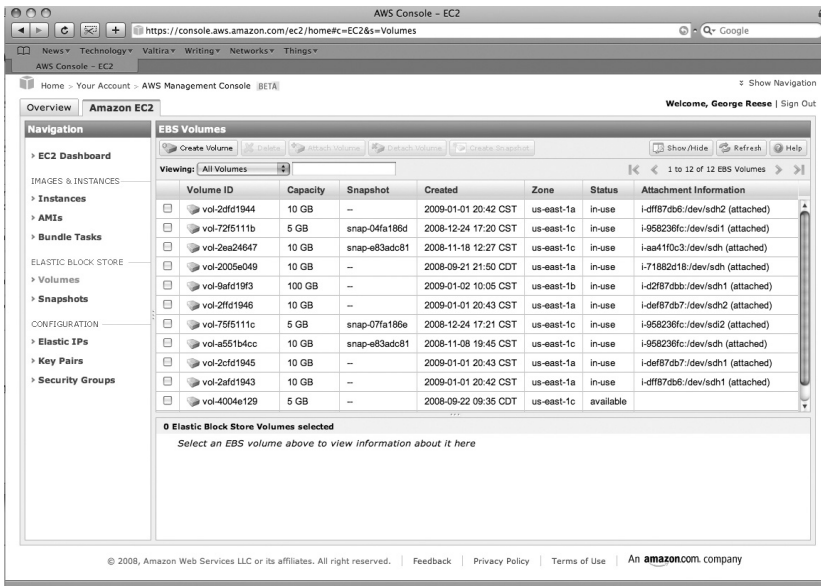 AWS Console – EC2
https://console.aws.amazon.com/ec2/home#c=EC2&s=Volumes
Google
News Technology Valtira Writing Networks Things
AWS Console – EC2
Home > Your Account > AWS Management Console BETA
Show Navigation
Overview Amazon EC2
Welcome, George Reese | Sign Out
Navigation
EC2 Dashboard
IMAGES & INSTANCES
Instances
AMIs
Bundle Tasks
ELASTIC BLOCK STORE
Volumes
Snapshots
CONFIGURATION
Elastic IPs
Key Pairs
Security Groups
EBS Volumes
Create Volume Delete Attach Volume Detach Volume Create Snapshot Show/Hide Refresh Help
Viewing: All Volumes 1 to 12 of 12 EBS Volumes
Volume ID Capacity Snapshot Created Zone Status Attachment Information
vol-2dfd1944 10 GB -- 2009-01-01 20:42 CST us-east-1a in-use i-dff87db6:/dev/sdh2 (attached)
vol-72f5111b 5 GB snap-04fa186d 2008-12-24 17:20 CST us-east-1c in-use i-958236fc:/dev/sdi1 (attached)
vol-2ea24647 10 GB snap-e83adc81 2008-11-18 12:27 CST us-east-1c in-use i-aa41f0c3:/dev/sdh (attached)
vol-2005e049 10 GB -- 2008-09-21 21:50 CDT us-east-1a in-use i-71882d18:/dev/sdh (attached)
vol-9afd19f3 100 GB -- 2009-01-02 10:05 CST us-east-1b in-use i-d2f87dbb:/dev/sdh1 (attached)
vol-2ffd1946 10 GB -- 2009-01-01 20:43 CST us-east-1a in-use i-def87db7:/dev/sdh2 (attached)
vol-75f5111c 5 GB snap-07fa186e 2008-12-24 17:21 CST us-east-1c in-use i-958236fc:/dev/sdi2 (attached)
vol-a551b4cc 10 GB snap-e83adc81 2008-11-08 19:45 CST us-east-1c in-use i-958236fc:/dev/sdh (attached)
vol-2cfd1945 10 GB -- 2009-01-01 20:43 CST us-east-1a in-use i-def87db7:/dev/sdh1 (attached)
vol-2afd1943 10 GB -- 2009-01-01 20:42 CST us-east-1a in-use i-dff87db6:/dev/sdh1 (attached)
vol-4004e129 5 GB -- 2008-09-22 09:35 CDT us-east-1c available
0 Elastic Block Store Volumes selected
Select an EBS volume above to view information about it here
© 2008, Amazon Web Services LLC or its affiliates. All right reserved. | Feedback | Privacy Policy | Terms of Use | An amazon.com. company